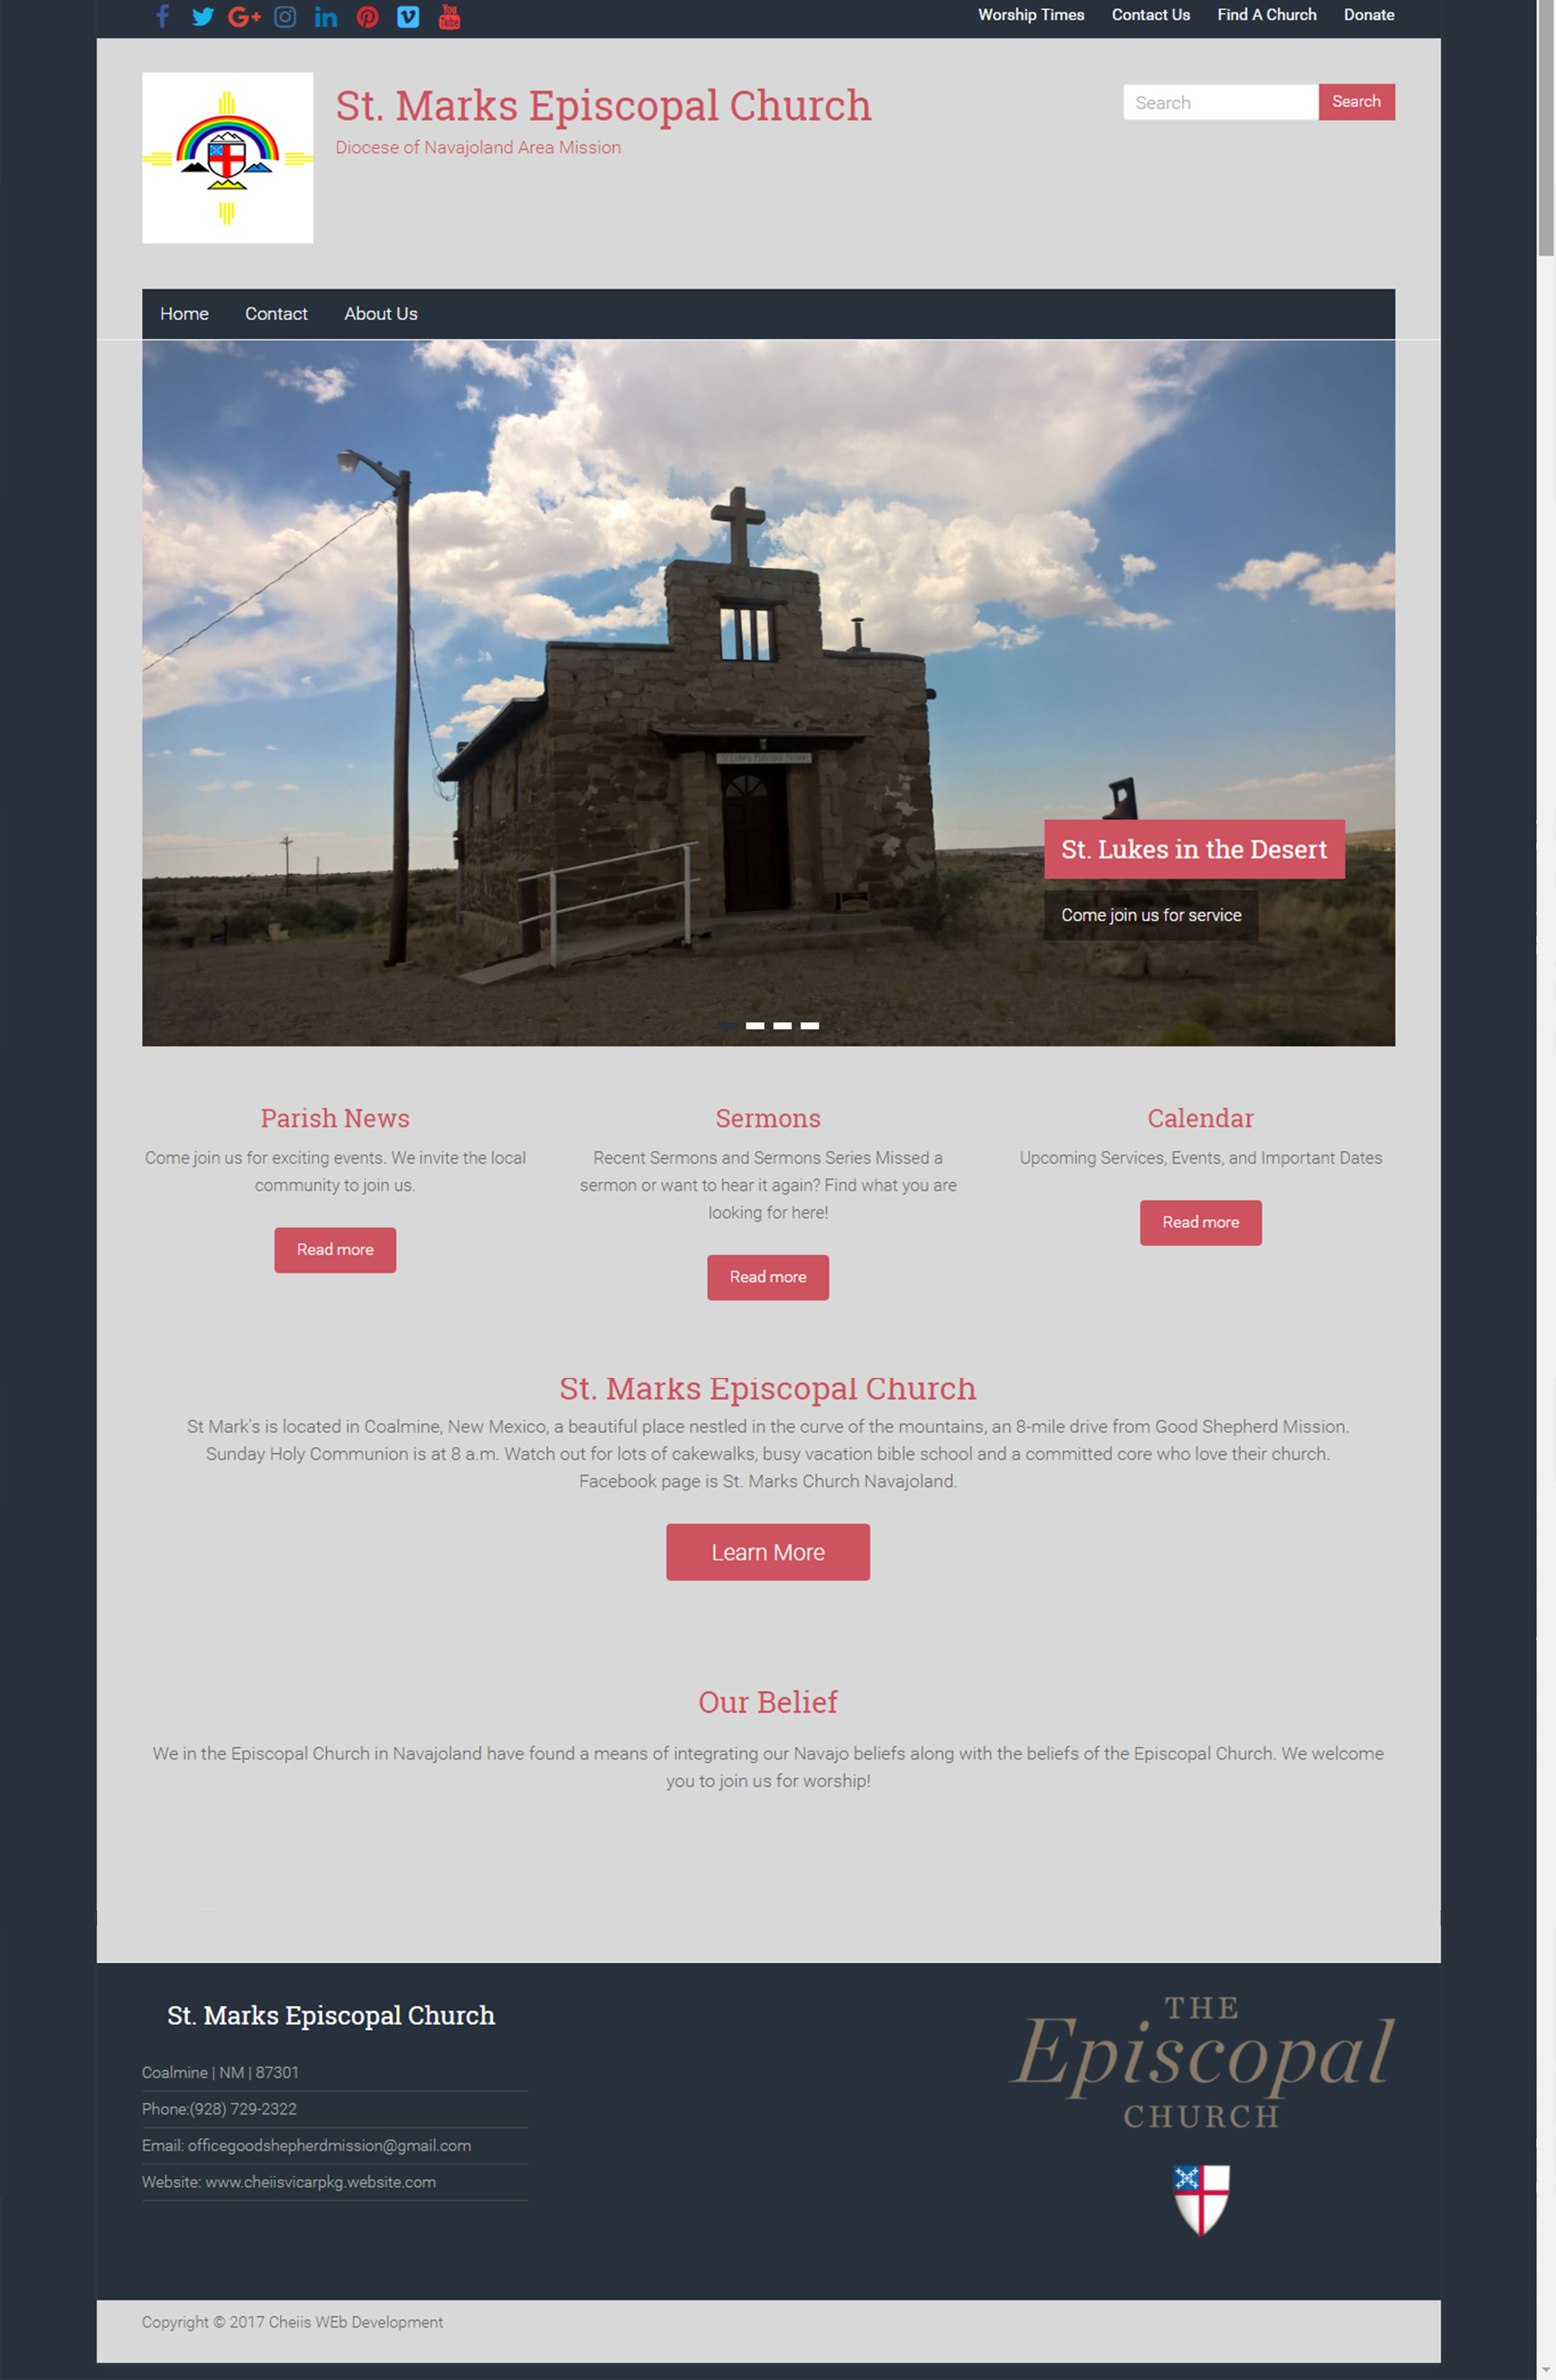 Worship Times Contact Us Find A Church Donate
St. Marks Episcopal Church
Diocese of Navajoland Area Mission
Search Search
Home Contact About Us
St. Lukes in the Desert
Come join us for service
Parish News
Come join us for exciting events. We invite the local
community to join us.
Read more
Sermons
Recent Sermons and Sermons Series Missed a
sermon or want to hear it again? Find what you are
looking for here!
Read more
Calendar
Upcoming Services, Events, and Important Dates
Read more
St. Marks Episcopal Church
St Mark's is located in Coalmine, New Mexico, a beautiful place nestled in the curve of the mountains, an 8-mile drive from Good Shepherd Mission.
Sunday Holy Communion is at 8 a.m. Watch out for lots of cakewalks, busy vacation bible school and a committed core who love their church.
Facebook page is St. Marks Church Navajoland.
Learn More
Our Belief
We in the Episcopal Church in Navajoland have found a means of integrating our Navajo beliefs along with the beliefs of the Episcopal Church. We welcome
you to join us for worship!
St. Marks Episcopal Church
Coalmine | NM | 87301
Phone:(928) 729-2322
Email: officegoodshepherdmission@gmail.com
Website: www.cheiisvicarpkg.website.com
THE
Episcopal
CHURCH
Copyright © 2017 Cheiis WEb Development